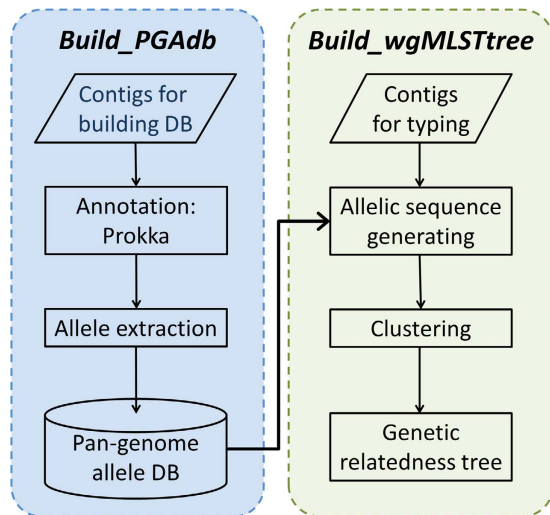 Build_PGAdb
Contigs for
building DB
Annotation:
Prokka
Allele extraction
Pan-genome
allele DB
Build_wgMLSTtree
Contigs
for typing
Allelic sequence
generating
Clustering
Genetic
relatedness tree